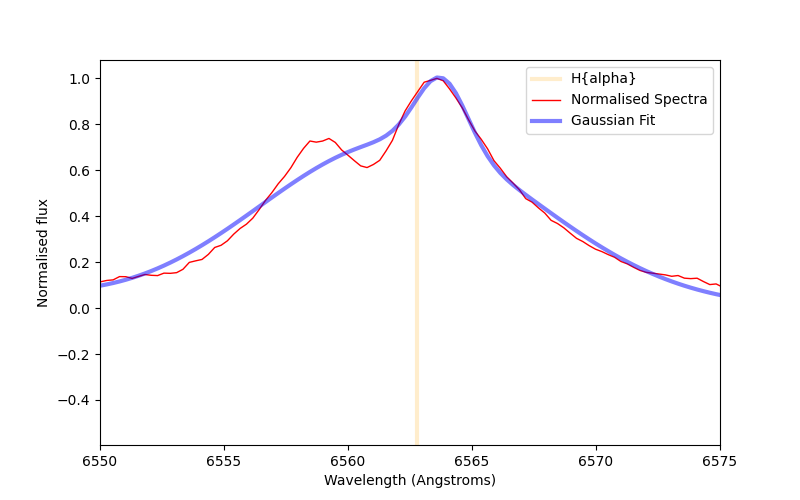 H{alpha}
Normalised Spectra
Gaussian Fit
1.0
0.8
0.6
0.4
0.2
0.0
−0.2
−0.4
Normalised flux
6550 6555 6560 6565 6570 6575
Wavelength (Angstroms)